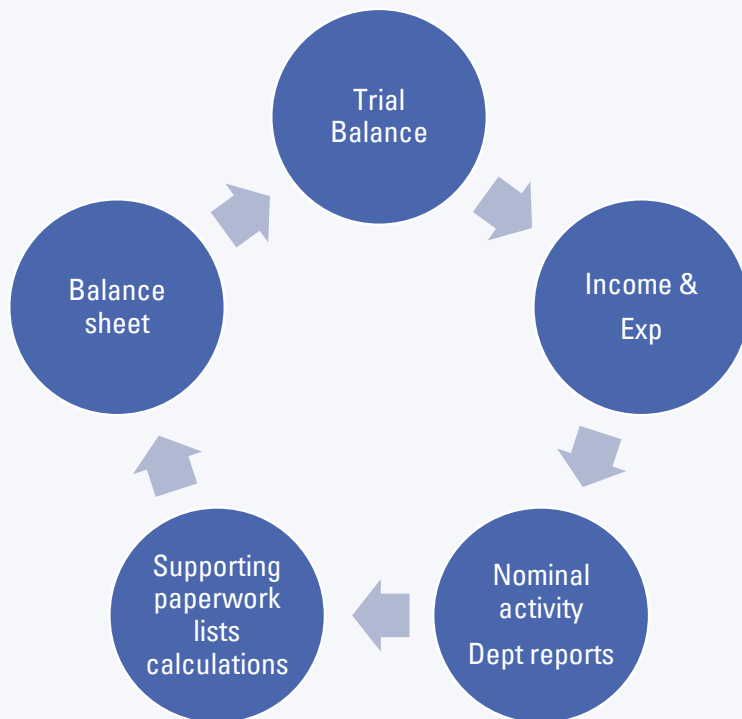 Trial
Balance
Income &
Exp
Nominal
activity
Dept reports
Supporting
paperwork
lists
calculations
Balance
sheet